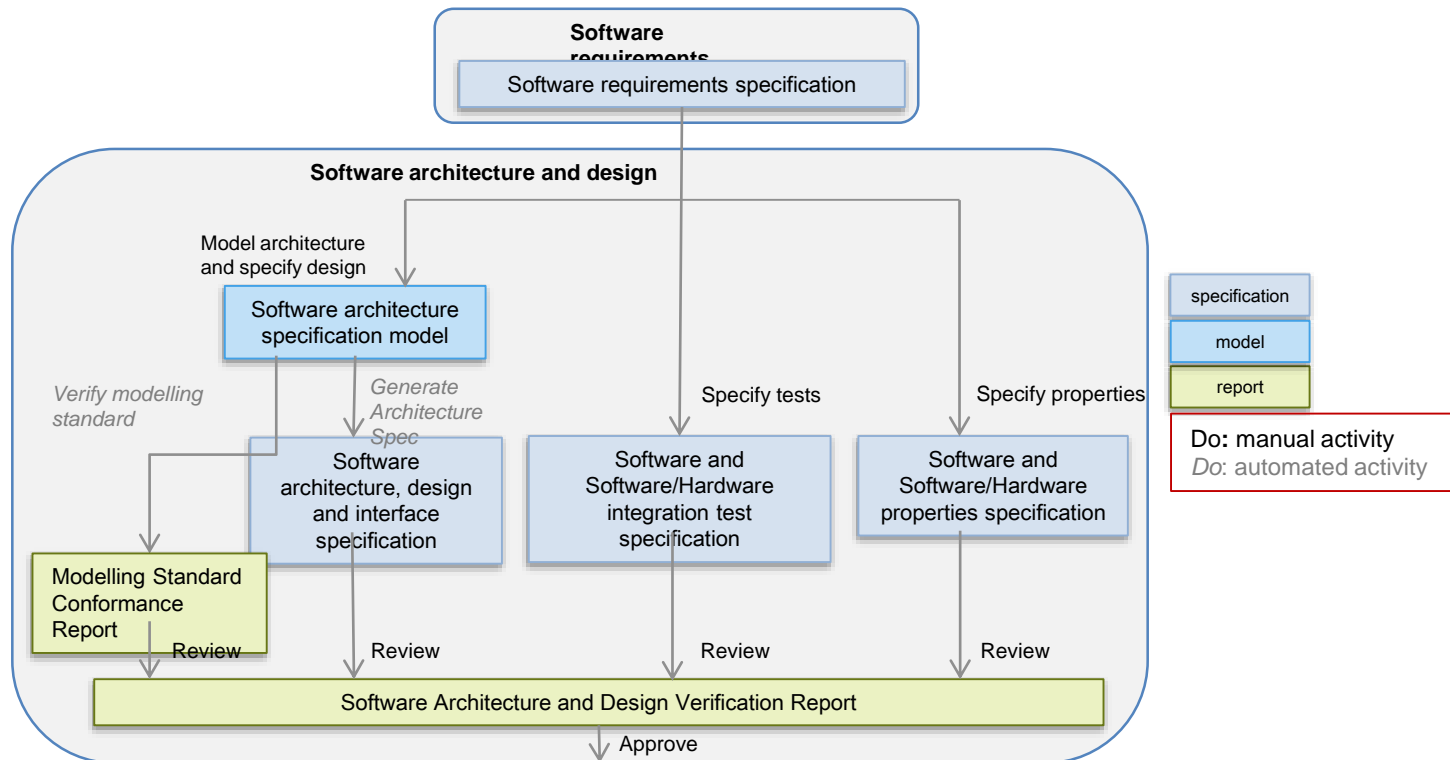 Software
requirements
Software requirements specification
Software architecture and design
Model architecture
and specify design
Software architecture
specification model
specification
model
report
Do: manual activity
Do: automated activity
Verify modelling
standard
Generate
Architecture
Spec
Specify tests
Specify properties
Software
architecture, design
and interface
specification
Software and
Software/Hardware
integration test
specification
Software and
Software/Hardware
properties specification
Modelling Standard
Conformance
Report
Review
Review
Review
Review
Software Architecture and Design Verification Report
Approve